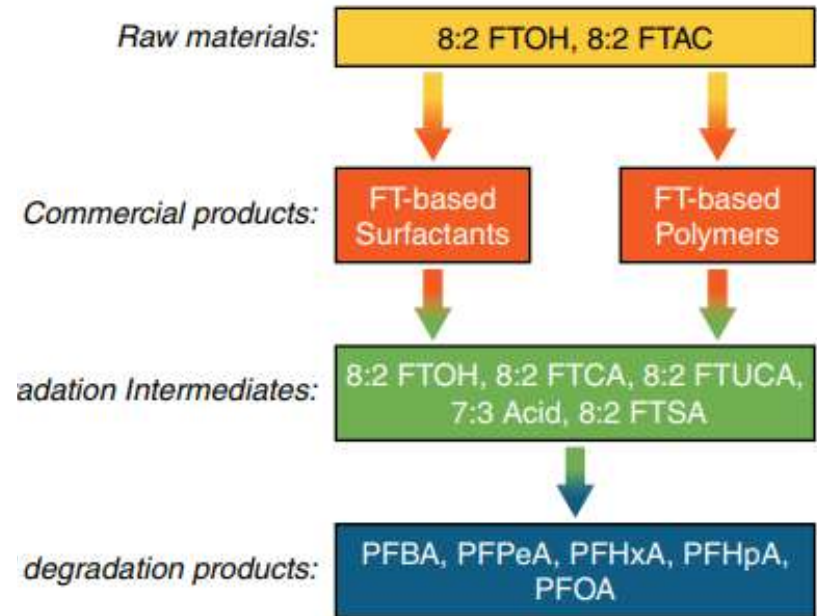 Raw materials:
8:2 FTOH, 8:2 FTAC
Commercial products:
FT-based
Surfactants
FT-based
Polymers
adation Intermediates:
8:2 FTOH, 8:2 FTCA, 8:2 FTUCA,
7:3 Acid, 8:2 FTSA
degradation products:
PFBA, PFPeA, PFHxA, PFHpA,
PFOA